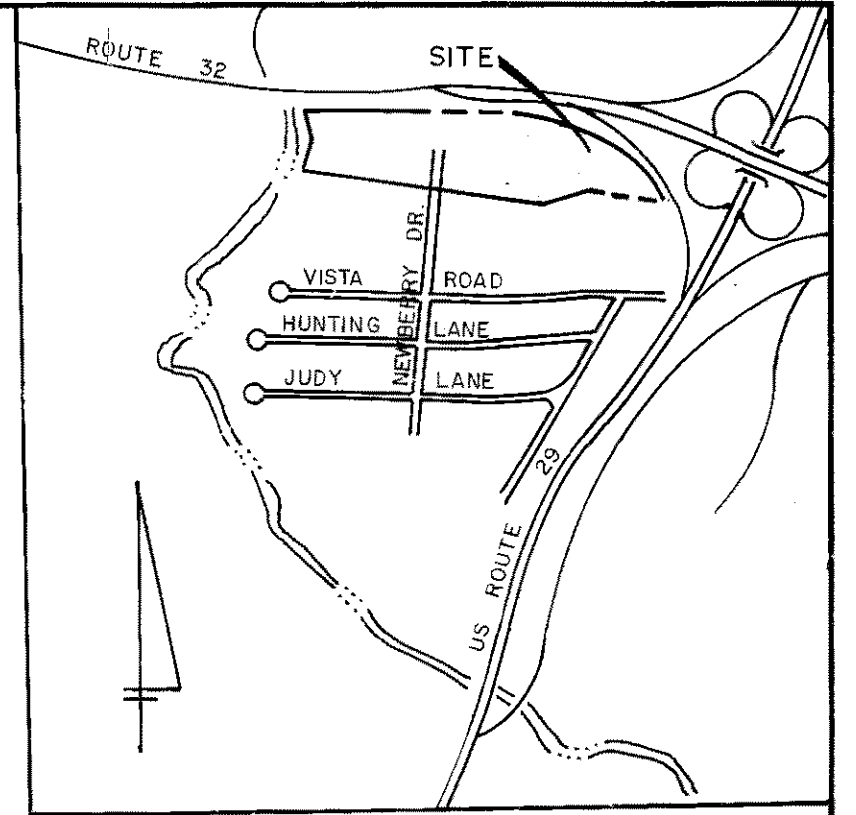 ROUTE 32
SITE
NEWBERRY DR.
VISTA ROAD
HUNTING LANE
JUDY LANE
US ROUTE 29